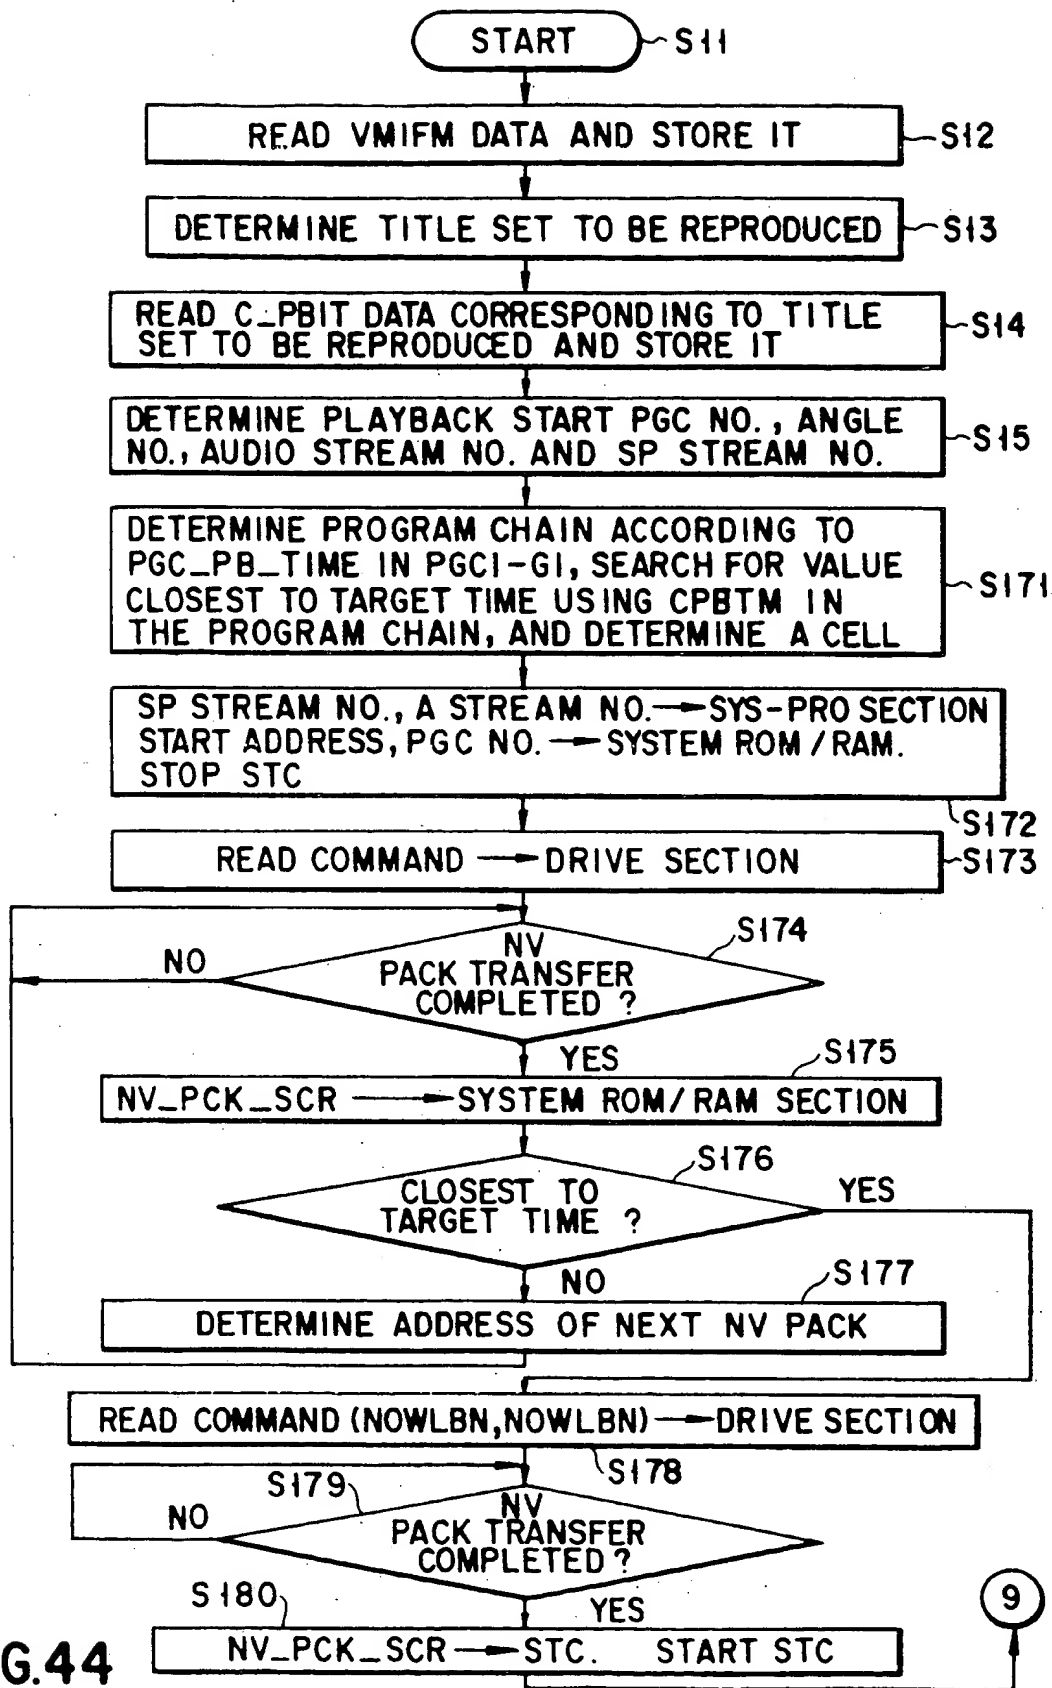 START
S11
READ VMIFM DATA AND STORE IT
S12
DETERMINE TITLE SET TO BE REPRODUCED
S13
READ C_PBIT DATA CORRESPONDING TO TITLE
SET TO BE REPRODUCED AND STORE IT
S14
DETERMINE PLAYBACK START PGC NO., ANGLE
NO., AUDIO STREAM NO. AND SP STREAM NO.
S15
DETERMINE PROGRAM CHAIN ACCORDING TO
PGC_PB_TIME IN PGCI-GI, SEARCH FOR VALUE
CLOSEST TO TARGET TIME USING CPBTM IN
THE PROGRAM CHAIN, AND DETERMINE A CELL
S171
SP STREAM NO., A STREAM NO.→SYS-PRO SECTION
START ADDRESS, PGC NO.→SYSTEM ROM/RAM.
STOP STC
S172
READ COMMAND → DRIVE SECTION
S173
NV
PACK TRANSFER
COMPLETED ?
S174
NO
YES
S175
NV_PCK_SCR → SYSTEM ROM/RAM SECTION
S176
CLOSEST TO
TARGET TIME ?
YES
NO
S177
DETERMINE ADDRESS OF NEXT NV PACK
READ COMMAND (NOWLBN,NOWLBN)→DRIVE SECTION
S178
S179
NV
PACK TRANSFER
COMPLETED ?
NO
YES
S180
NV_PCK_SCR→STC. START STC
9
G.44